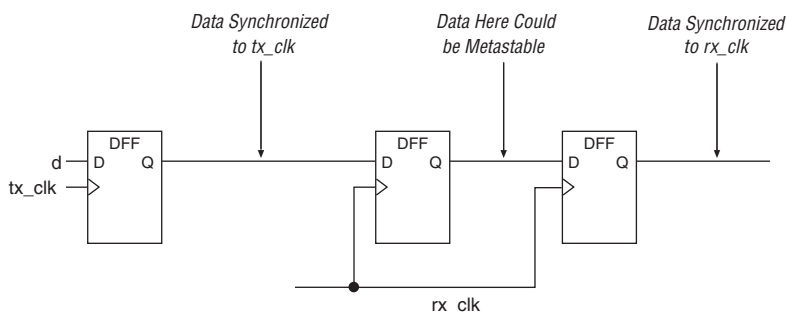 Data Synchronized
to tx_clk
Data Here Could
be Metastable
Data Synchronized
to rx_clk
DFF
DFF
DFF
d
D
Q
D
Q
D
Q
tx_clk
rx_clk